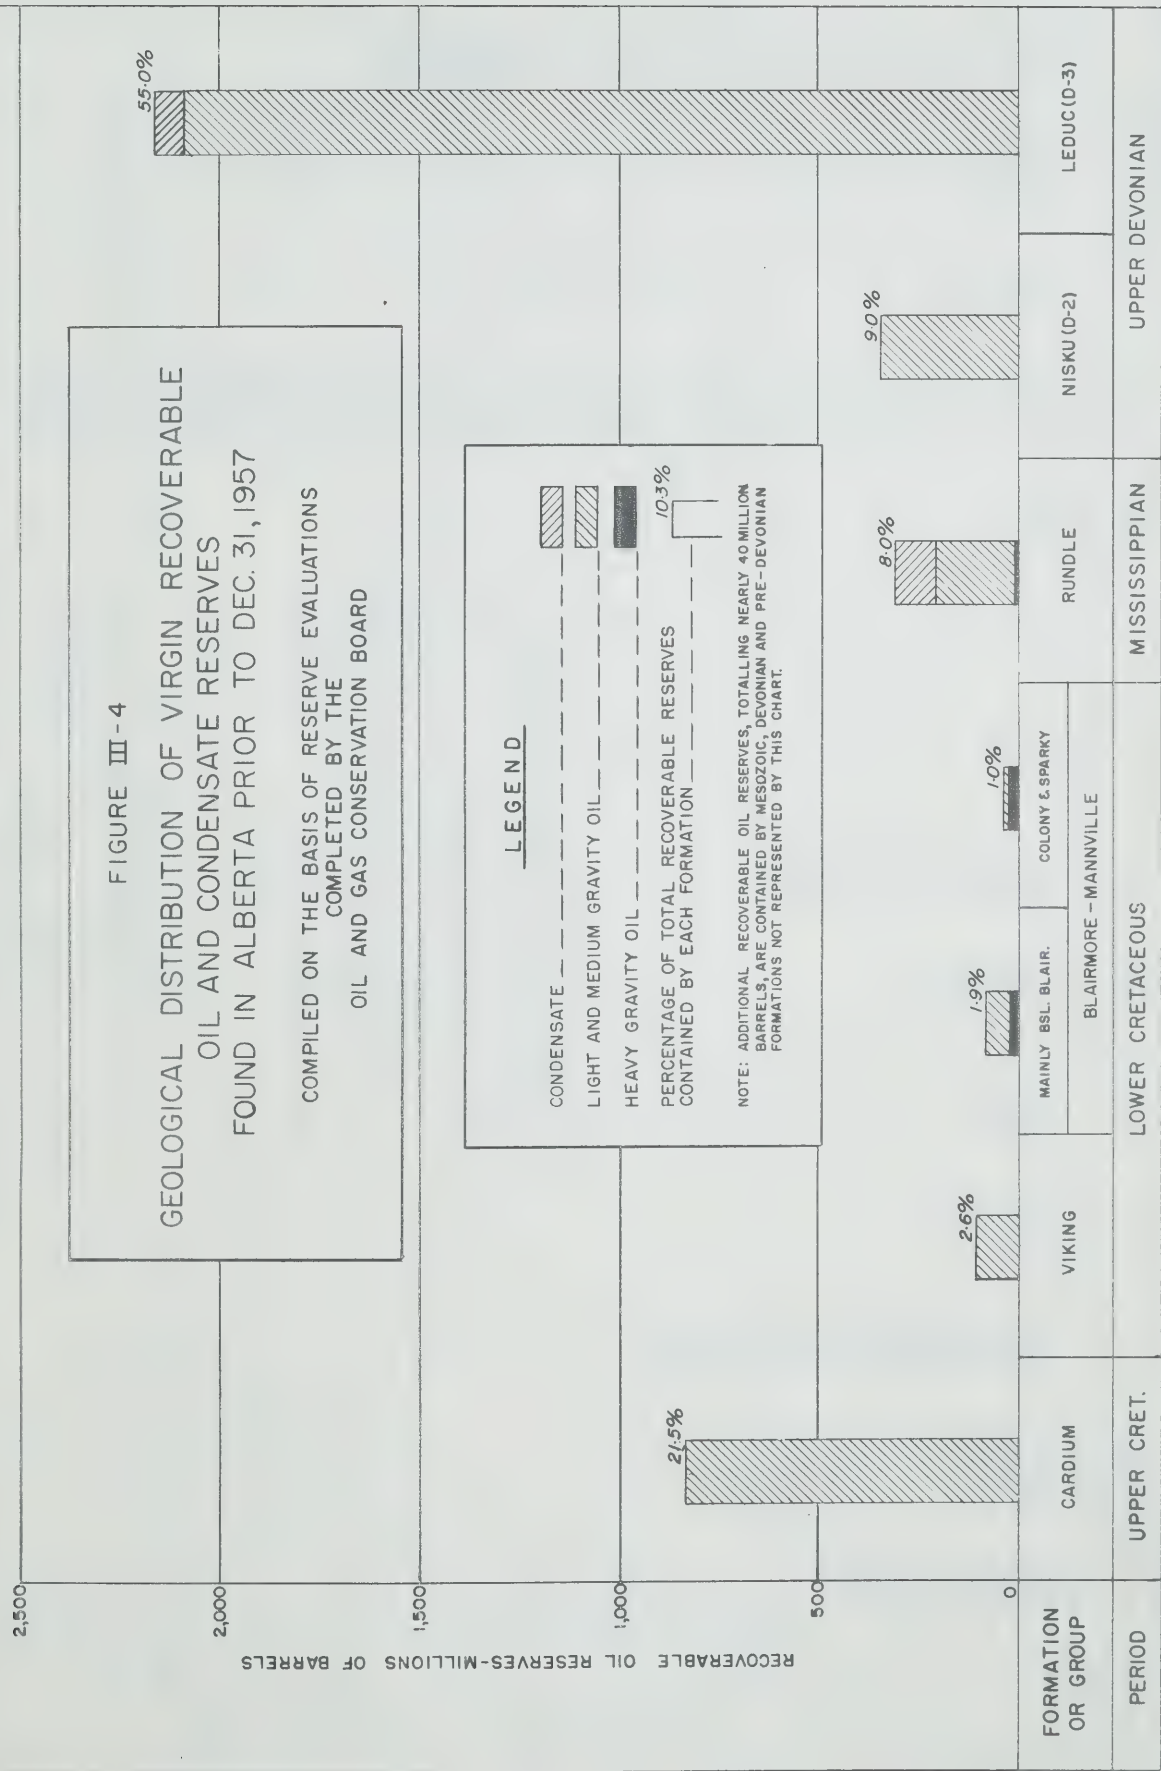 FIGURE III-4
GEOLOGICAL DISTRIBUTION OF VIRGIN RECOVERABLE
OIL AND CONDENSATE RESERVES
FOUND IN ALBERTA PRIOR TO DEC. 31, 1957
COMPILED ON THE BASIS OF RESERVE EVALUATIONS
COMPLETED BY THE
OIL AND GAS CONSERVATION BOARD
LEGEND
CONDENSATE
LIGHT AND MEDIUM GRAVITY OIL
HEAVY GRAVITY OIL
10.3%
PERCENTAGE OF TOTAL RECOVERABLE RESERVES
CONTAINED BY EACH FORMATION
NOTE: ADDITIONAL RECOVERABLE OIL RESERVES, TOTALLING NEARLY 40 MILLION
BARRELS, ARE CONTAINED BY MESOZOIC, DEVONIAN AND PRE-DEVONIAN
FORMATIONS NOT REPRESENTED BY THIS CHART.
RECOVERABLE OIL RESERVES-MILLIONS OF BARRELS
2,500
2,000
1,500
1,000
500
0
21.5%
2.6%
1.9%
1.0%
8.0%
9.0%
55.0%
FORMATION
OR GROUP
CARDIUM
VIKING
MAINLY BSL. BLAIR.
COLONY & SPARKY
BLAIRMORE-MANNVILLE
RUNDLE
NISKU (D-2)
LEDUC (D-3)
PERIOD
UPPER CRET.
LOWER CRETACEOUS
MISSISSIPPIAN
UPPER DEVONIAN